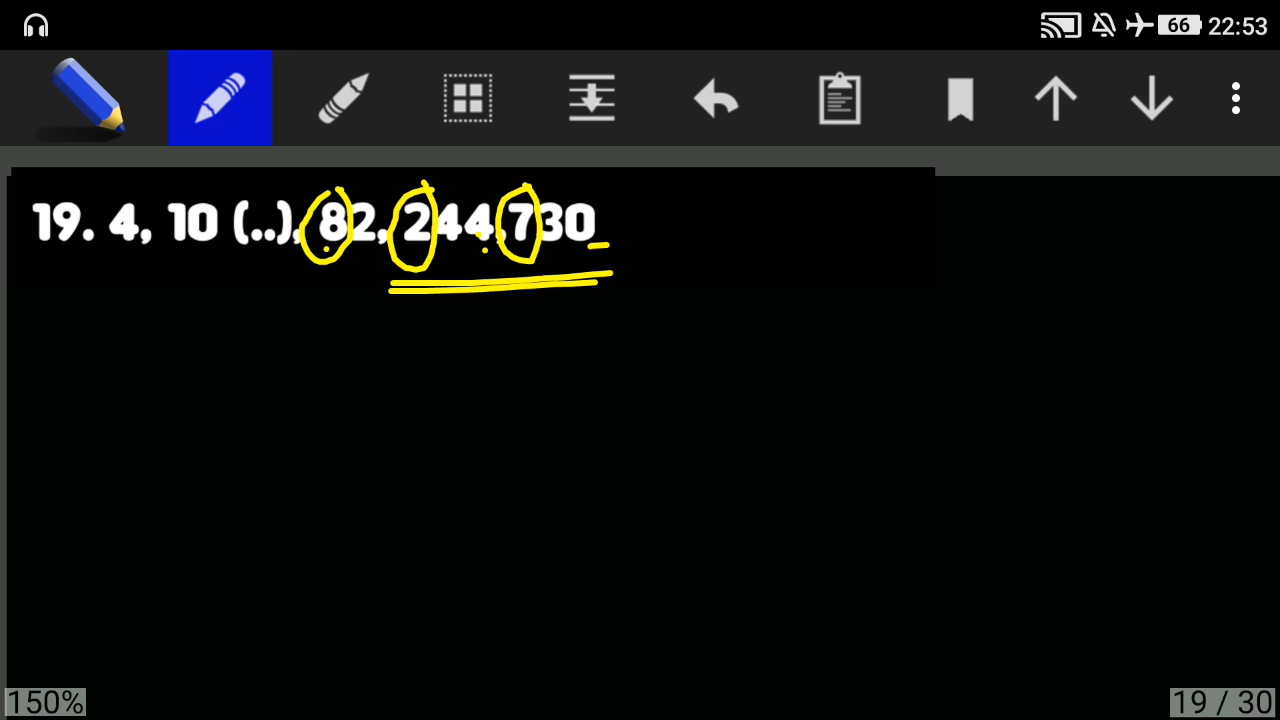 66 22:53
19. 4, 10 (..), 82, 244,730
150%
19 / 30